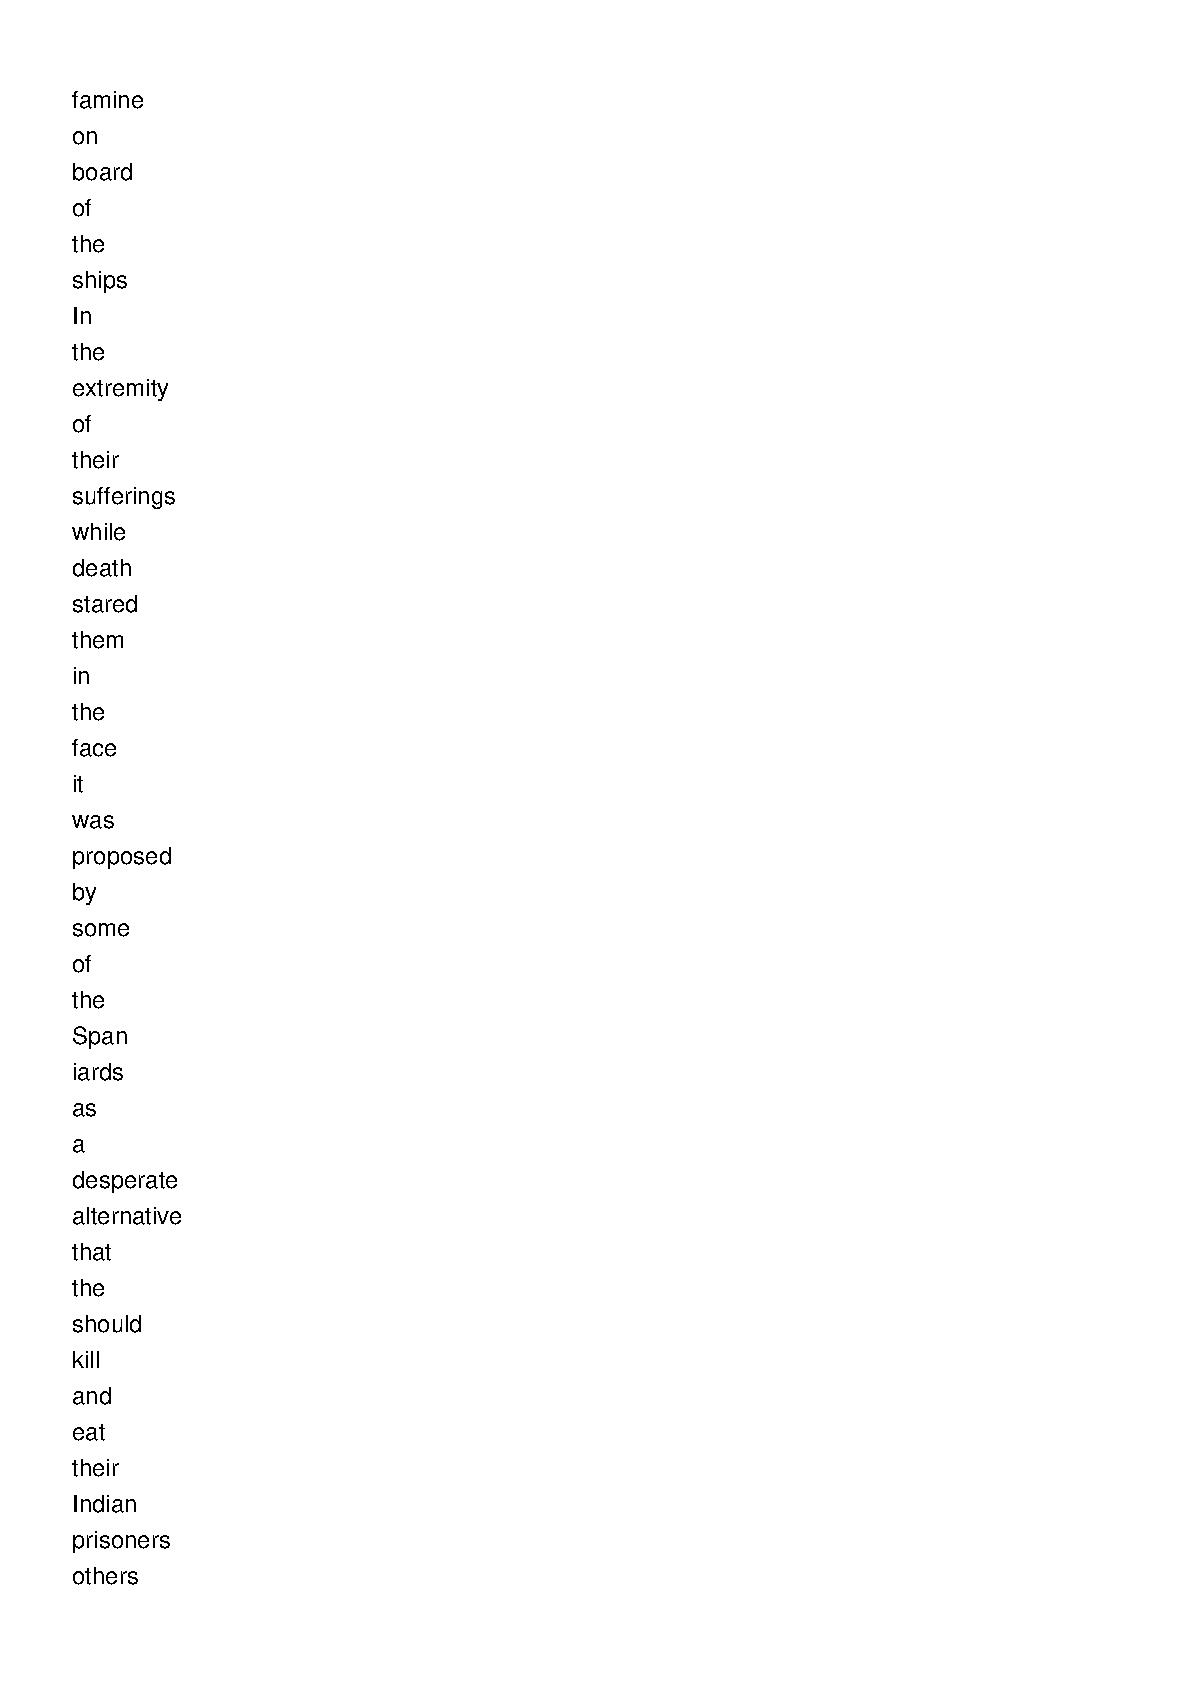 famine
on
board
of
the
ships
In
the
extremity
of
their
sufferings
while
death
stared
them
in
the
face
it
was
proposed
by
some
of
the
Span
iards
as
a
desperate
alternative
that
the
should
kill
and
eat
their
Indian
prisoners
others